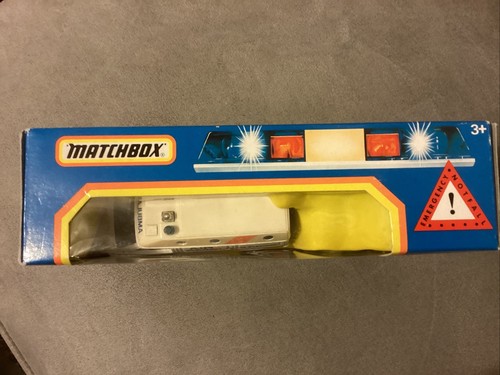 MATCHBOX
3+
EMERGENCY • NOTFALL
!